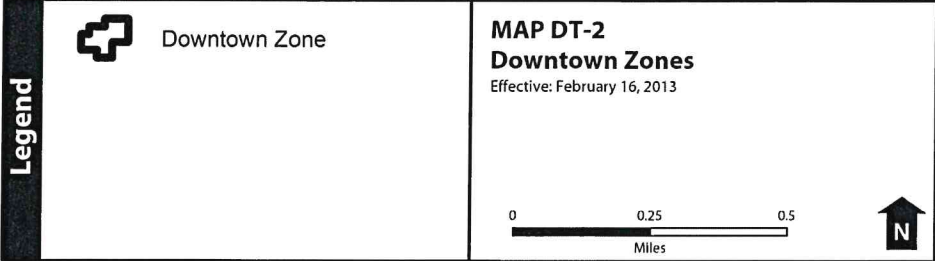 Legend
Downtown Zone
MAP DT-2
Downtown Zones
Effective: February 16, 2013
0 0.25 0.5
Miles
N